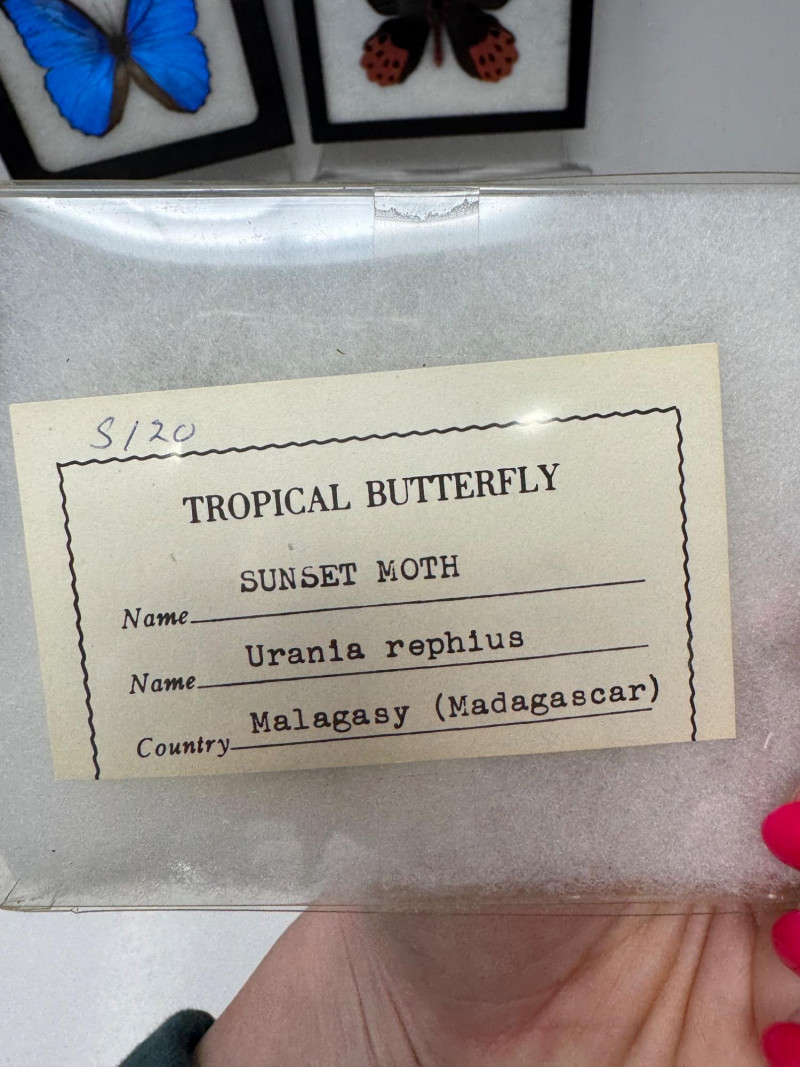 S120
TROPICAL BUTTERFLY
Name SUNSET MOTH
Name Urania rephius
Country Malagasy (Madagascar)